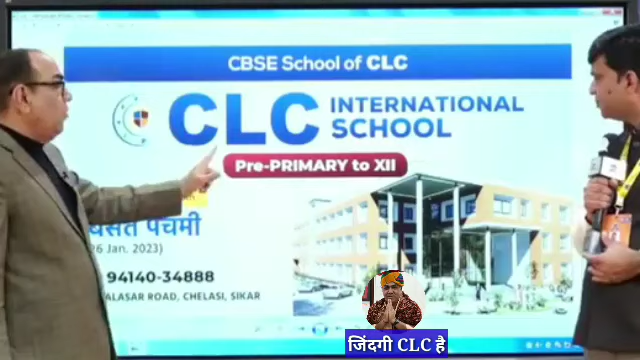 CBSE School of CLC
CLC INTERNATIONAL
SCHOOL
Pre-PRIMARY to XII
पंचमी
26 Jan. 2023)
94140-34888
ALASAR ROAD, CHELASI, SIKAR
जिंदगी CLC है